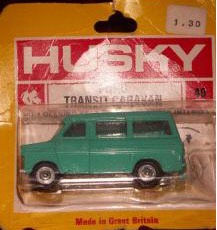 1.30
HUSKY
FORD
TRANSIT CARAVAN
Made in Great Britain